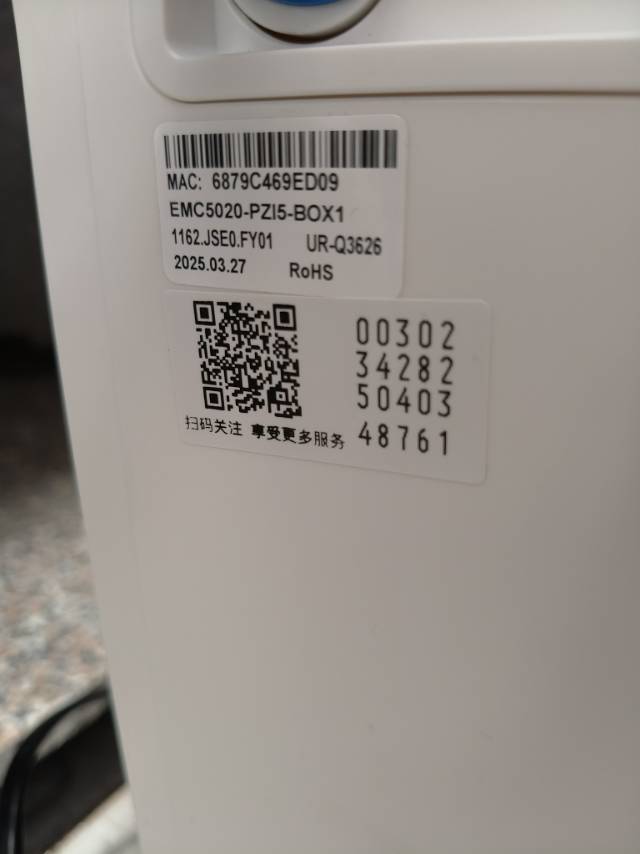 MAC: 6879C469ED09
EMC5020-PZI5-BOX1
1162.JSE0.FY01 UR-Q3626
2025.03.27 RoHS
00302
34282
50403
48761
扫码关注 享受更多服务